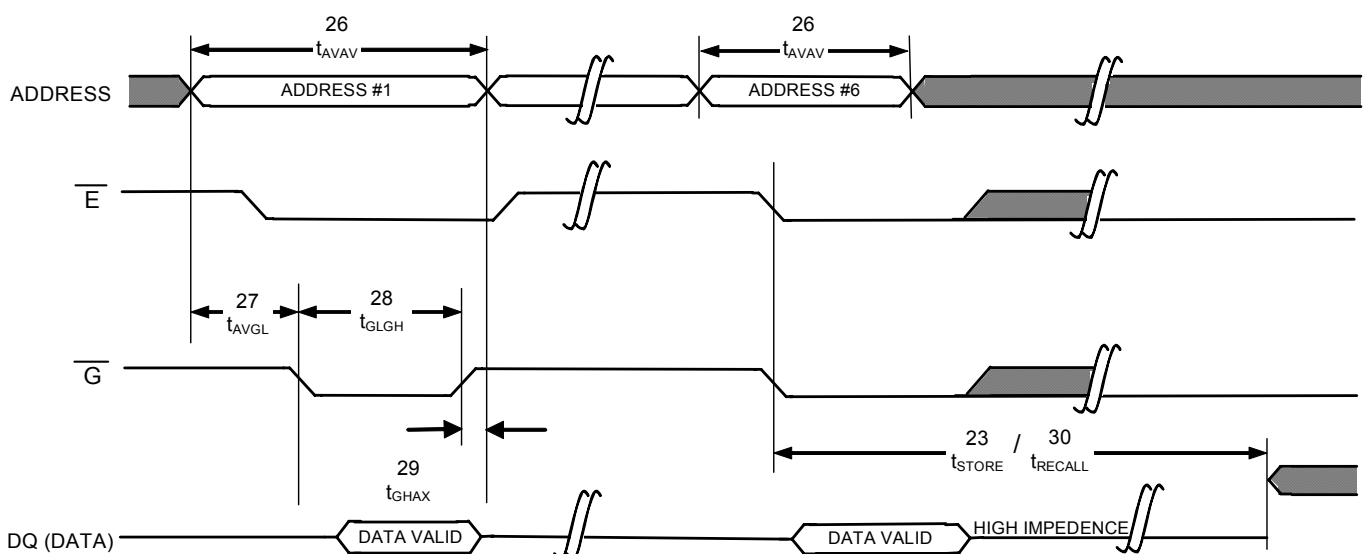 26
tAVAV
26
tAVAV
ADDRESS
ADDRESS #1
ADDRESS #6
E
27
tAVGL
28
tGLGH
G
23 / 30
tSTORE tRECALL
29
tGHAX
DQ (DATA)
DATA VALID
DATA VALID
HIGH IMPEDENCE